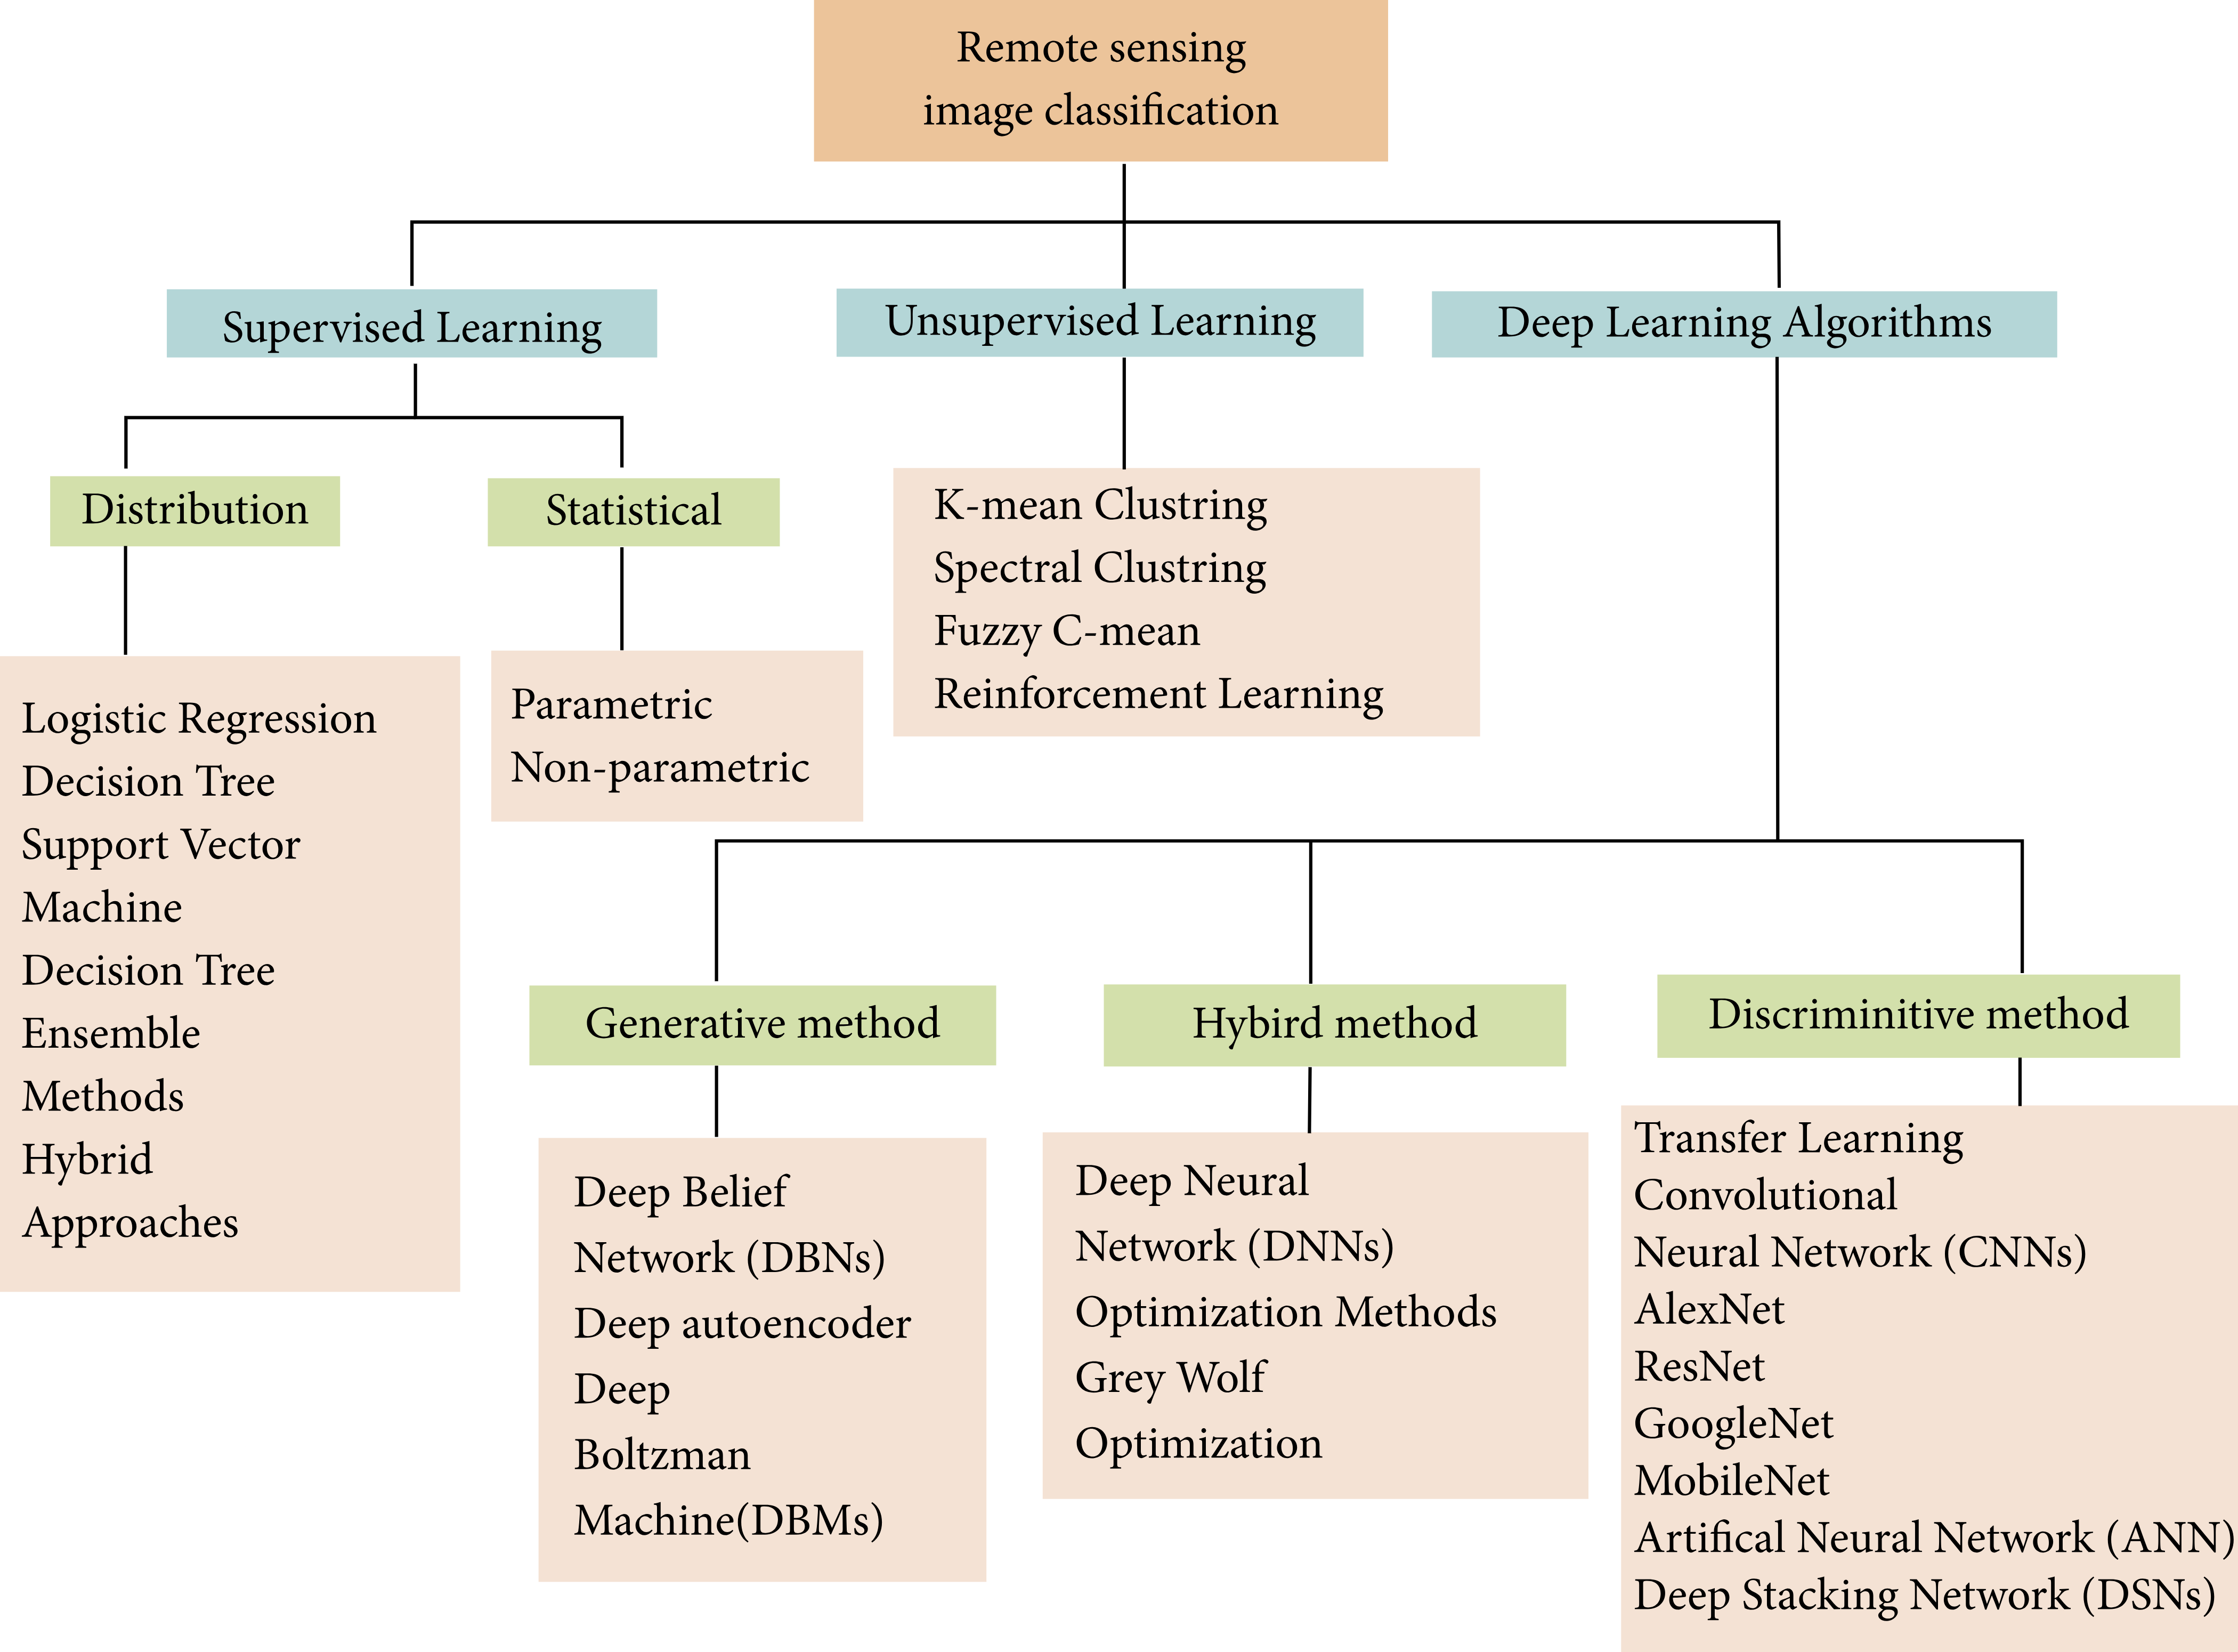 Remote sensing
image classification
Supervised Learning
Unsupervised Learning
Deep Learning Algorithms
Distribution
Statistical
Logistic Regression
Decision Tree
Support Vector
Machine
Decision Tree
Ensemble
Methods
Hybrid
Approaches
Parametric
Non-parametric
K-mean Clustring
Spectral Clustring
Fuzzy C-mean
Reinforcement Learning
Generative method
Hybird method
Discriminitive method
Deep Belief
Network (DBNs)
Deep autoencoder
Deep
Boltzman
Machine(DBMs)
Deep Neural
Network (DNNs)
Optimization Methods
Grey Wolf
Optimization
Transfer Learning
Convolutional
Neural Network (CNNs)
AlexNet
ResNet
GoogleNet
MobileNet
Artifical Neural Network (ANN)
Deep Stacking Network (DSNs)